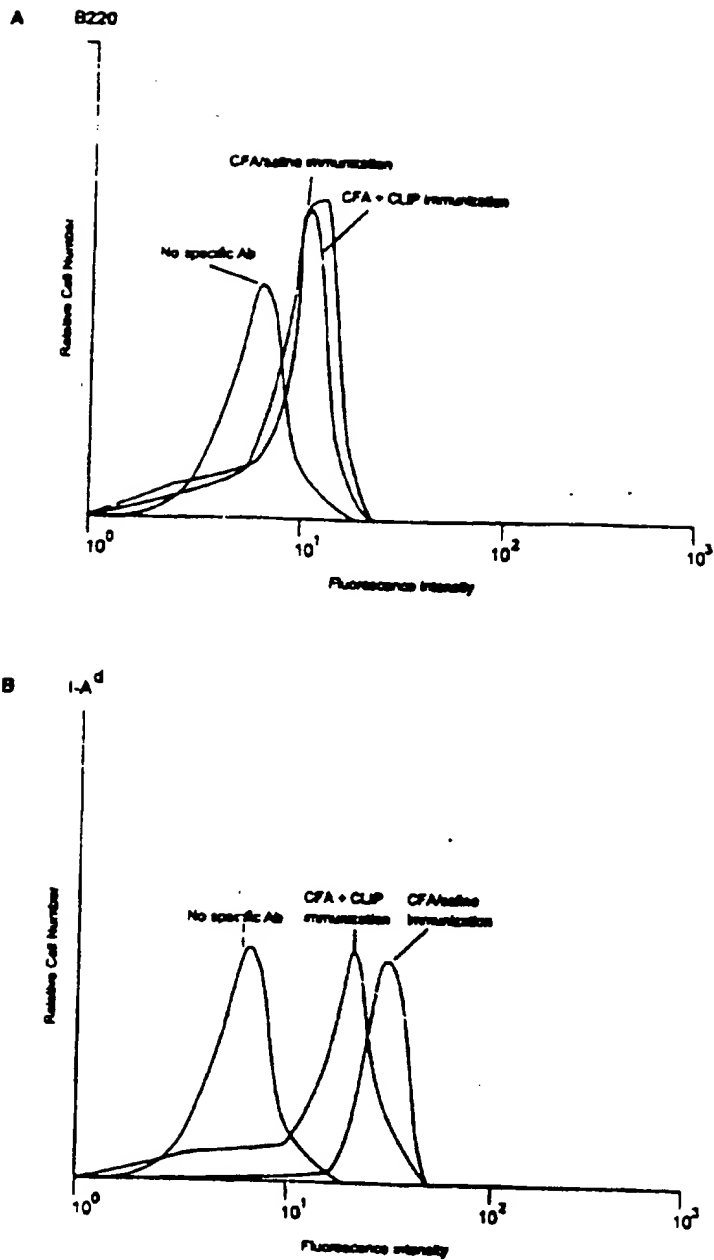 A B220
CFA/saline immunization
CFA + CLIP immunization
No specific Ab
Relative Cell Number
10⁰ 10¹ 10² 10³
Fluorescence Intensity
B I-Aᵈ
CFA + CLIP
immunization
CFA/saline
immunization
No specific Ab
Relative Cell Number
10⁰ 10¹ 10² 10³
Fluorescence Intensity